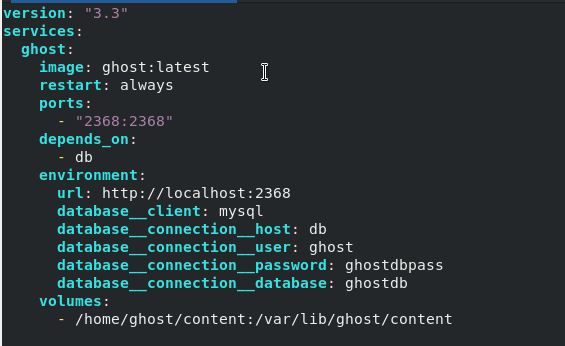 version: "3.3"
services:
  ghost:
    image: ghost:latest
    restart: always
    ports:
      - "2368:2368"
    depends_on:
      - db
    environment:
      url: http://localhost:2368
      database__client: mysql
      database__connection__host: db
      database__connection__user: ghost
      database__connection__password: ghostdbpass
      database__connection__database: ghostdb
    volumes:
      - /home/ghost/content:/var/lib/ghost/content